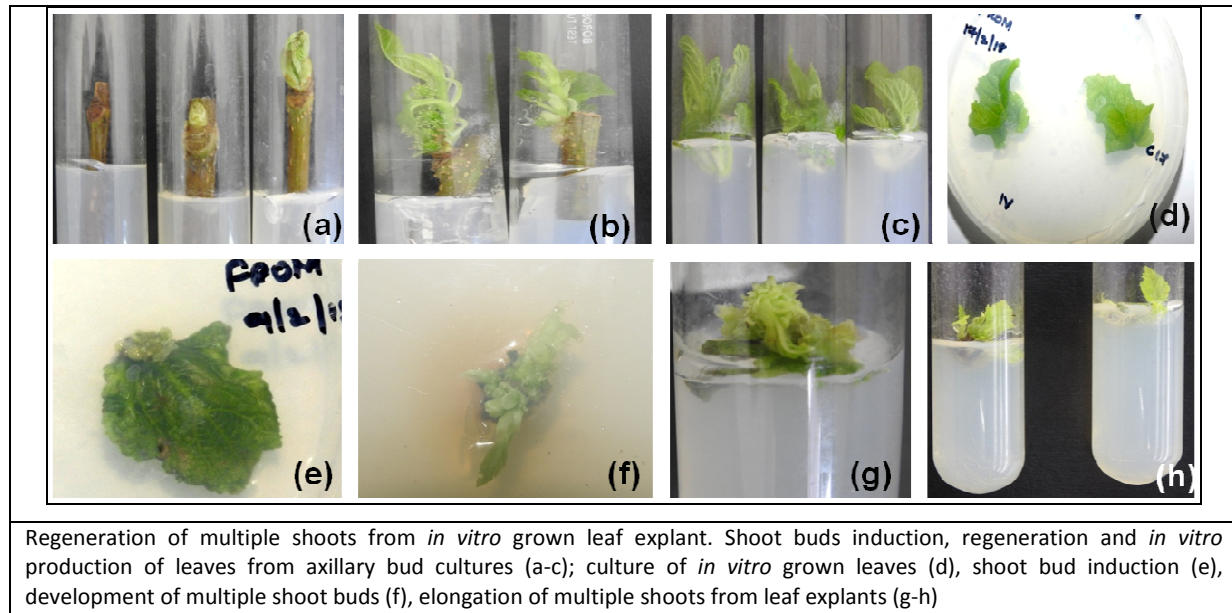 (a)
(b)
(c)
(d)
(e)
FROM
(f)
(g)
(h)
IV
Regeneration of multiple shoots from in vitro grown leaf explant. Shoot buds induction, regeneration and in vitro
production of leaves from axillary bud cultures (a-c); culture of in vitro grown leaves (d), shoot bud induction (e),
development of multiple shoot buds (f), elongation of multiple shoots from leaf explants (g-h)